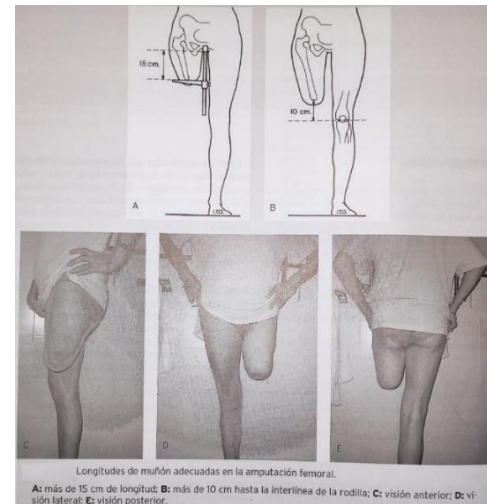 15 cm.
10 cm.
A
B
C
D
E
Longitudes de muñón adecuadas en la amputación femoral.
A: más de 15 cm de longitud; B: más de 10 cm hasta la interlínea de la rodilla; C: visión anterior; D: vi-
sión lateral; E: visión posterior.